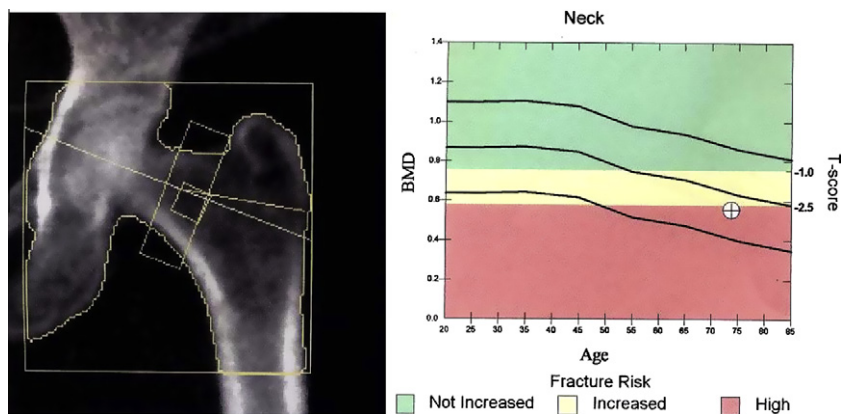 Neck
1.4
1.2
1.0
0.8
0.6
0.4
0.2
0.0
BMD
20 25 30 35 40 45 50 55 60 65 70 75 80 85
Age
-1.0
-2.5
T-score
Fracture Risk
Not Increased Increased High